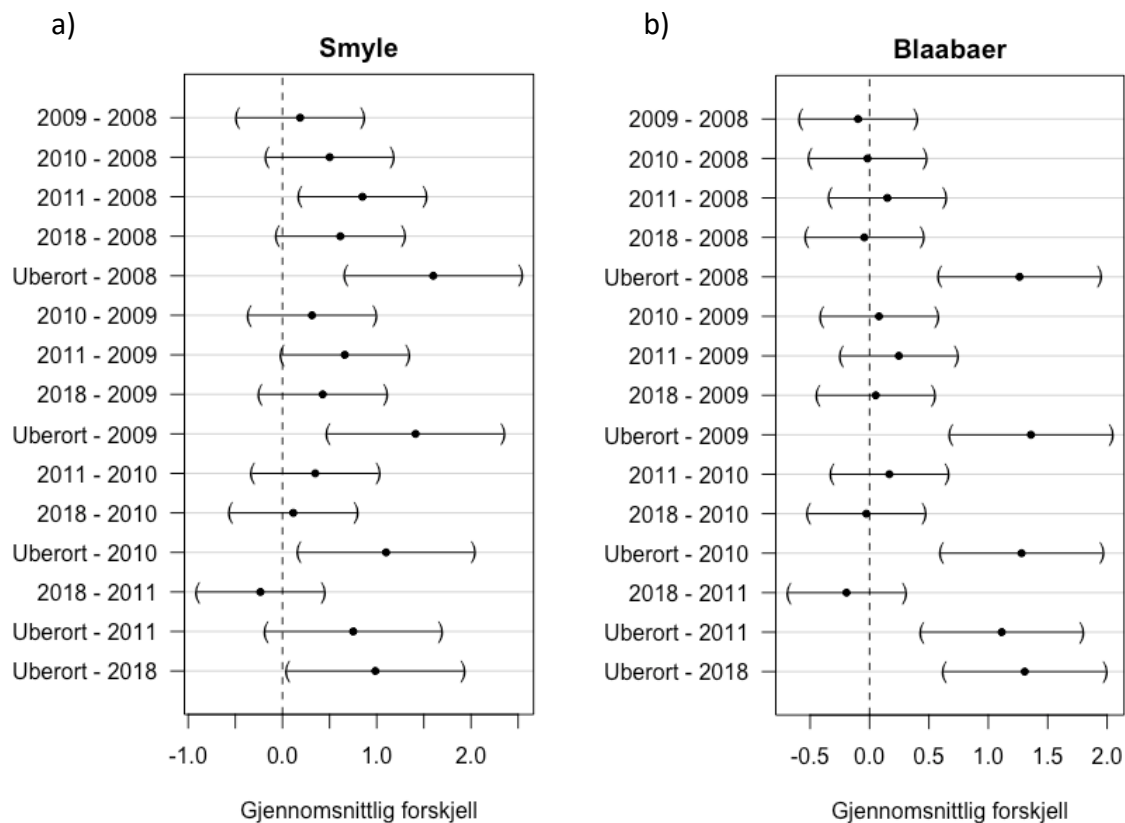 a)
Smyle
2009 - 2008
2010 - 2008
2011 - 2008
2018 - 2008
Uberort - 2008
2010 - 2009
2011 - 2009
2018 - 2009
Uberort - 2009
2011 - 2010
2018 - 2010
Uberort - 2010
2018 - 2011
Uberort - 2011
Uberort - 2018
-1.0 0.0 1.0 2.0
Gjennomsnittlig forskjell
b)
Blaabaer
2009 - 2008
2010 - 2008
2011 - 2008
2018 - 2008
Uberort - 2008
2010 - 2009
2011 - 2009
2018 - 2009
Uberort - 2009
2011 - 2010
2018 - 2010
Uberort - 2010
2018 - 2011
Uberort - 2011
Uberort - 2018
-0.5 0.0 0.5 1.0 1.5 2.0
Gjennomsnittlig forskjell